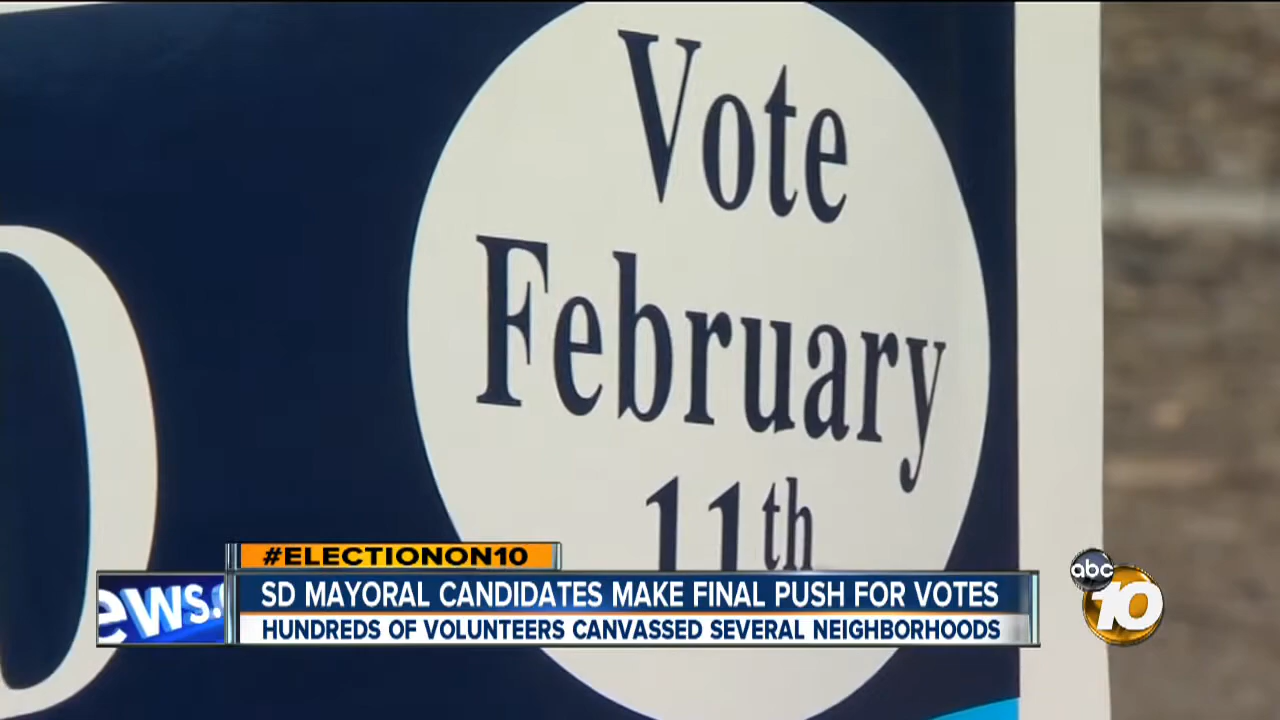 Vote
February
11th
#ELECTIONON10
ews.
SD MAYORAL CANDIDATES MAKE FINAL PUSH FOR VOTES
HUNDREDS OF VOLUNTEERS CANVASSED SEVERAL NEIGHBORHOODS
abc
10